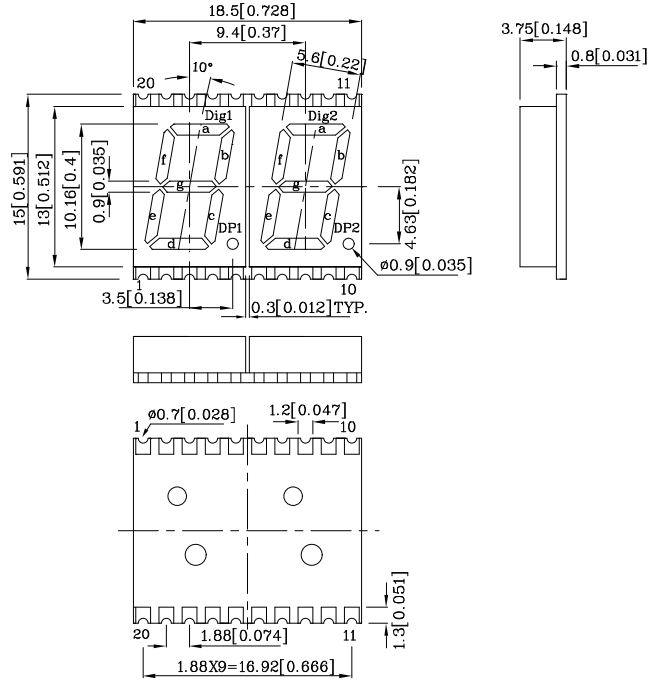 18.5[0.728]
9.4[0.37]
3.75[0.148]
0.8[0.031]
5.6[0.22]
10°
20
11
Dig1
Dig2
a
a
f
b
f
b
g
g
e
c
e
c
d
d
DP1
DP2
15[0.591]
13[0.512]
10.16[0.4]
0.9[0.035]
4.63[0.182]
ø0.9[0.035]
1
10
3.5[0.138]
0.3[0.012]TYP.
ø0.7[0.028]
1.2[0.047]
1
10
20
11
1.88[0.074]
1.3[0.051]
1.88X9=16.92[0.666]